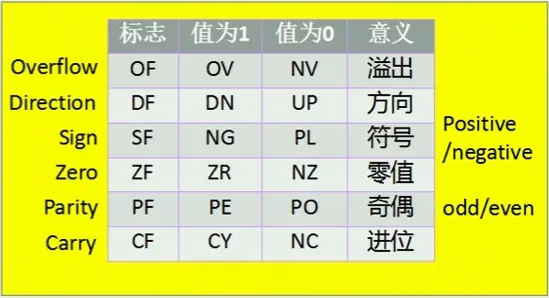 标志 值为1 值为0 意义
Overflow OF OV NV 溢出
Direction DF DN UP 方向
Sign SF NG PL 符号 Positive
/negative
Zero ZF ZR NZ 零值
Parity PF PE PO 奇偶 odd/even
Carry CF CY NC 进位